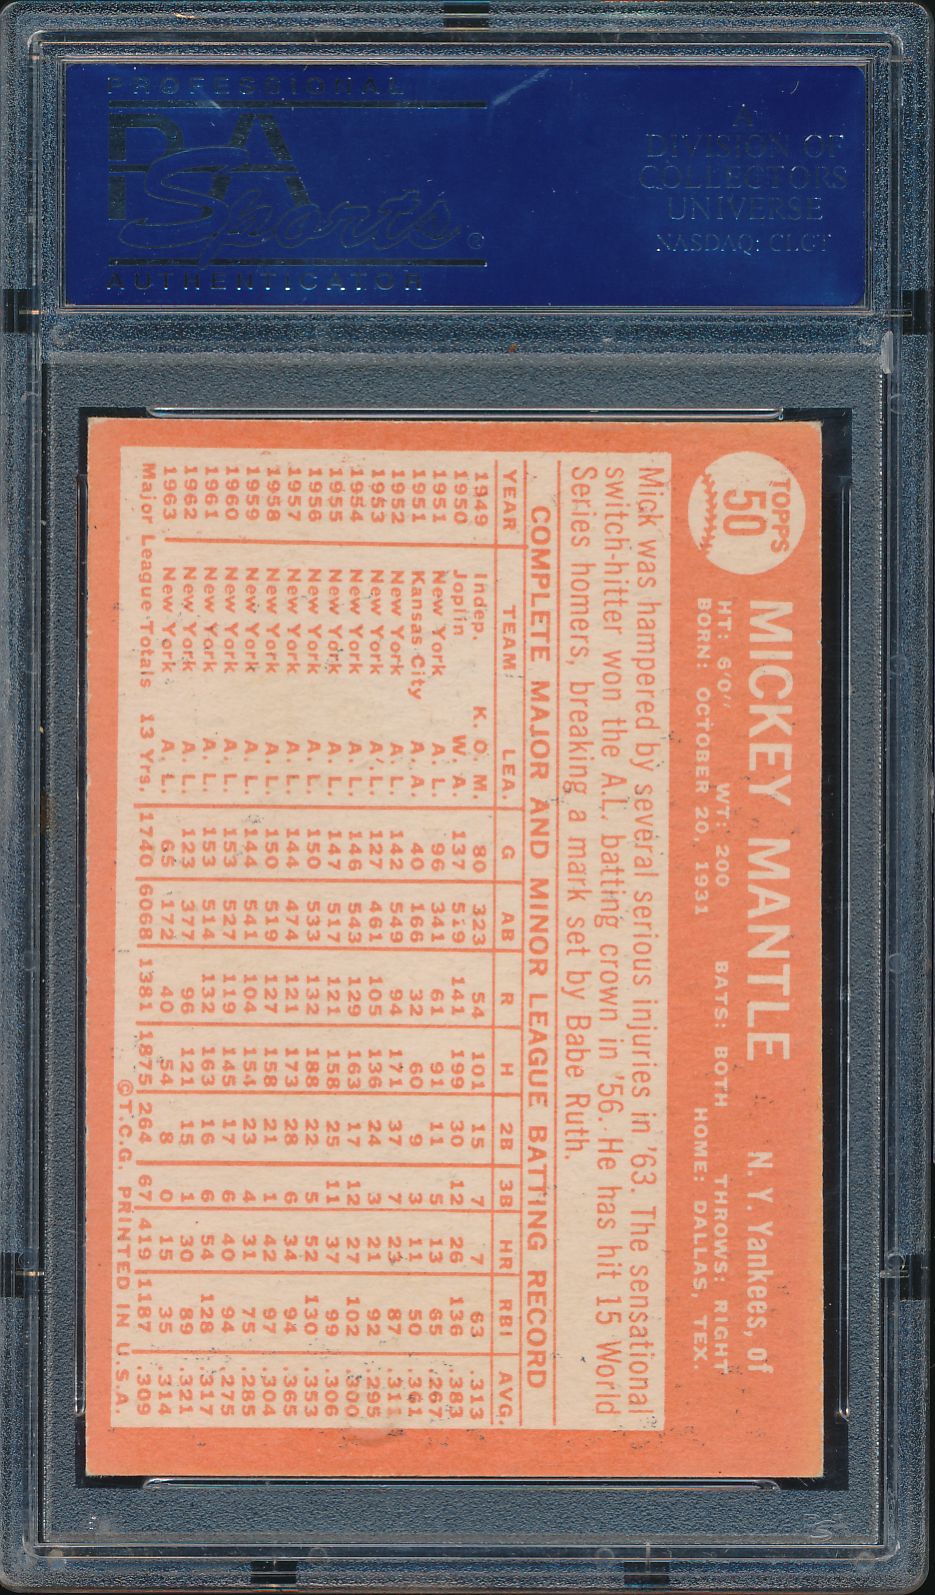 PROFESSIONAL
PSA
Sports
AUTHENTICATOR
A
DIVISION OF
COLLECTORS
UNIVERSE
NASDAQ: CLCT
TOPPS
50
MICKEY MANTLE N. Y. Yankees, of
HT: 6'0" WT: 200 BATS: BOTH THROWS: RIGHT
BORN: OCTOBER 20, 1931 HOME: DALLAS, TEX.
Mick was hampered by several serious injuries in '63. The sensational
switch-hitter won the A.L. batting crown in '56. He has hit 15 World
Series homers, breaking a mark set by Babe Ruth.
COMPLETE MAJOR AND MINOR LEAGUE BATTING RECORD
YEAR TEAM LEA. G AB R H 2B 3B HR RBI AVG.
1949 Indep. K. O. M. 80 323 54 101 15 7 7 63 .313
1950 Joplin W. A. 137 519 141 199 30 12 26 136 .383
1951 New York A. L. 96 341 61 91 11 5 13 65 .267
1951 Kansas City A. A. 40 166 32 60 9 3 11 50 .361
1952 New York A. L. 142 549 94 171 37 7 23 87 .311
1953 New York A. L. 127 461 105 136 24 3 21 92 .295
1954 New York A. L. 146 543 129 163 17 12 27 102 .300
1955 New York A. L. 147 517 121 158 25 11 37 99 .306
1956 New York A. L. 150 533 132 188 22 5 52 130 .353
1957 New York A. L. 144 474 121 173 28 6 34 94 .365
1958 New York A. L. 150 519 127 158 21 1 42 97 .304
1959 New York A. L. 144 541 104 154 23 4 31 75 .285
1960 New York A. L. 153 527 119 145 17 6 40 94 .275
1961 New York A. L. 153 514 132 163 16 6 54 128 .317
1962 New York A. L. 123 377 96 121 15 1 30 89 .321
1963 New York A. L. 65 172 40 54 8 0 15 35 .314
Major League Totals 13 Yrs. 1740 6068 1381 1875 264 67 419 1187 .309
©T.C.G. PRINTED IN U.S.A.